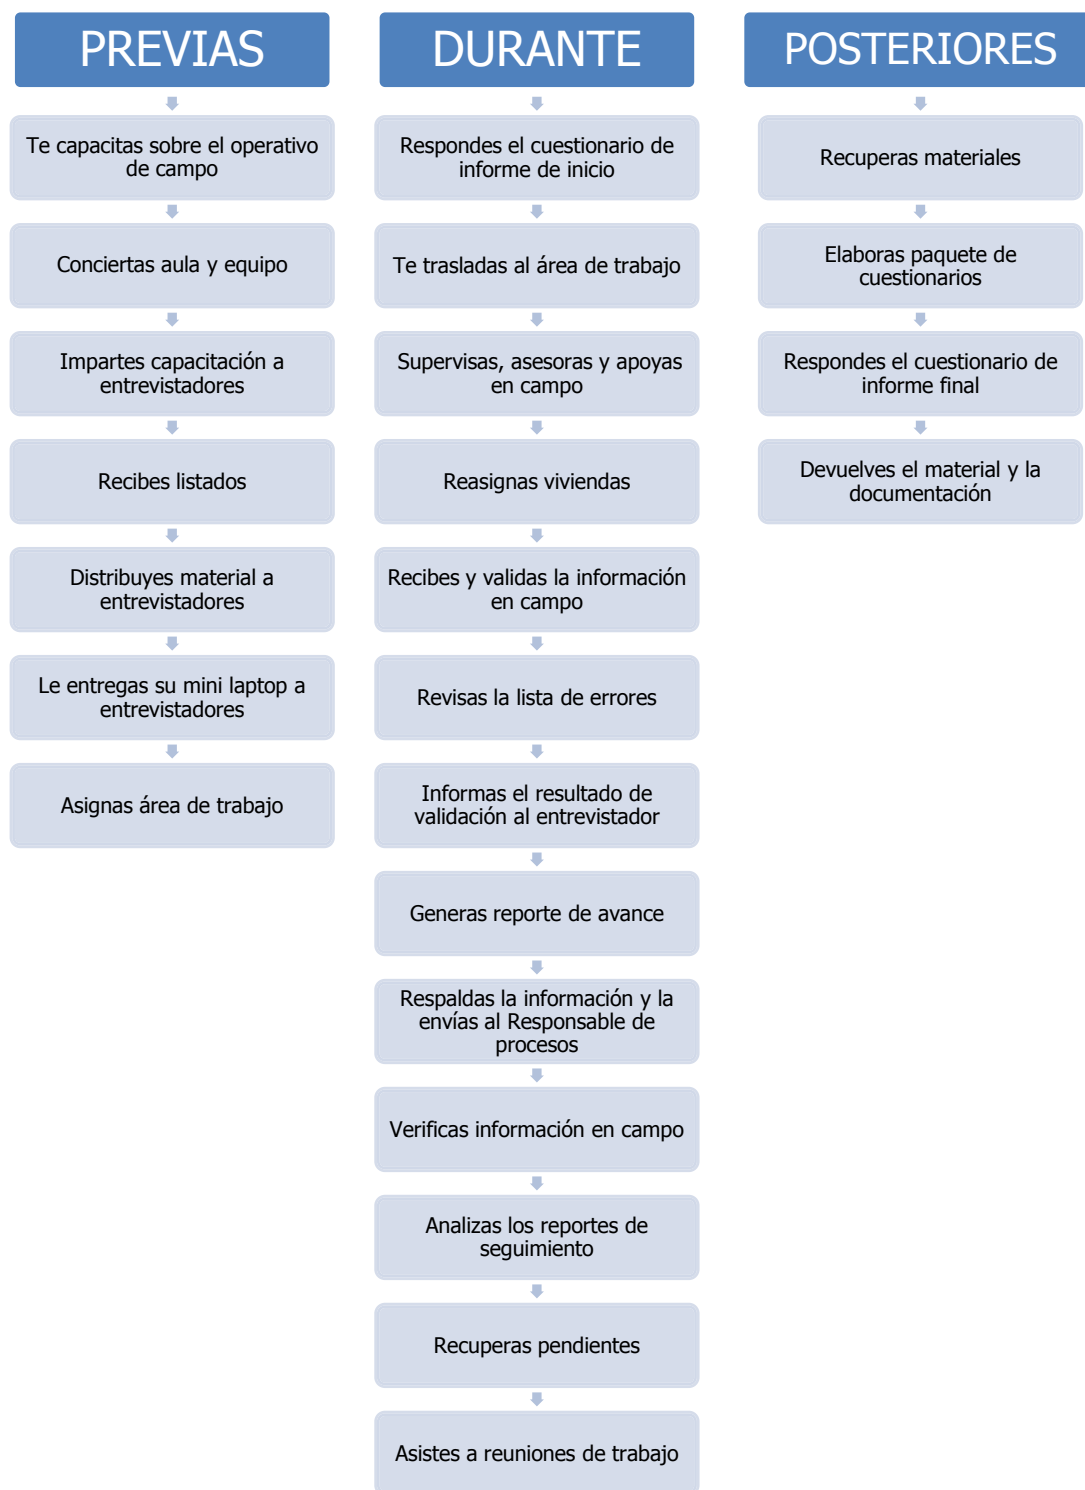 PREVIAS
Te capacitas sobre el operativo
de campo
Conciertas aula y equipo
Impartes capacitación a
entrevistadores
Recibes listados
Distribuyes material a
entrevistadores
Le entregas su mini laptop a
entrevistadores
Asignas área de trabajo
DURANTE
Respondes el cuestionario de
informe de inicio
Te trasladas al área de trabajo
Supervisas, asesoras y apoyas
en campo
Reasignas viviendas
Recibes y validas la información
en campo
Revisas la lista de errores
Informas el resultado de
validación al entrevistador
Generas reporte de avance
Respaldas la información y la
envías al Responsable de
procesos
Verificas información en campo
Analizas los reportes de
seguimiento
Recuperas pendientes
Asistes a reuniones de trabajo
POSTERIORES
Recuperas materiales
Elaboras paquete de
cuestionarios
Respondes el cuestionario de
informe final
Devuelves el material y la
documentación